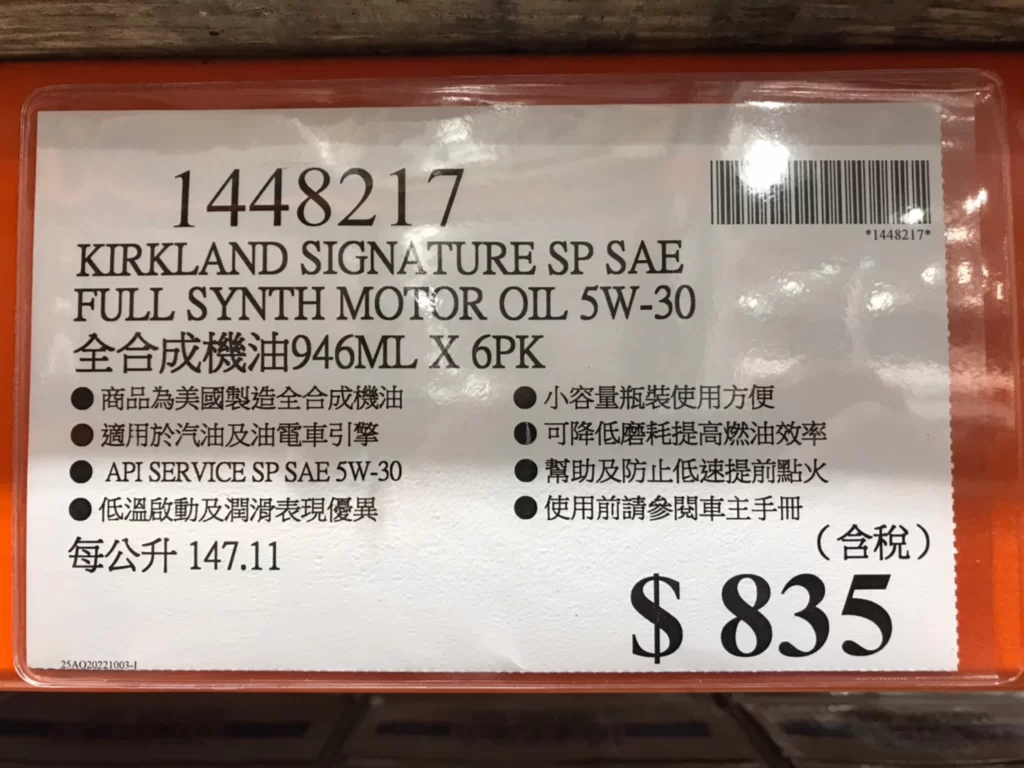 1448217
*1448217*
KIRKLAND SIGNATURE SP SAE
FULL SYNTH MOTOR OIL 5W-30
全合成機油946ML X 6PK
● 商品為美國製造全合成機油
● 適用於汽油及油電車引擎
● API SERVICE SP SAE 5W-30
● 低溫啟動及潤滑表現優異
● 小容量瓶裝使用方便
● 可降低磨耗提高燃油效率
● 幫助及防止低速提前點火
● 使用前請參閱車主手冊
每公升 147.11
(含稅)
$ 835
25AQ20221003-1